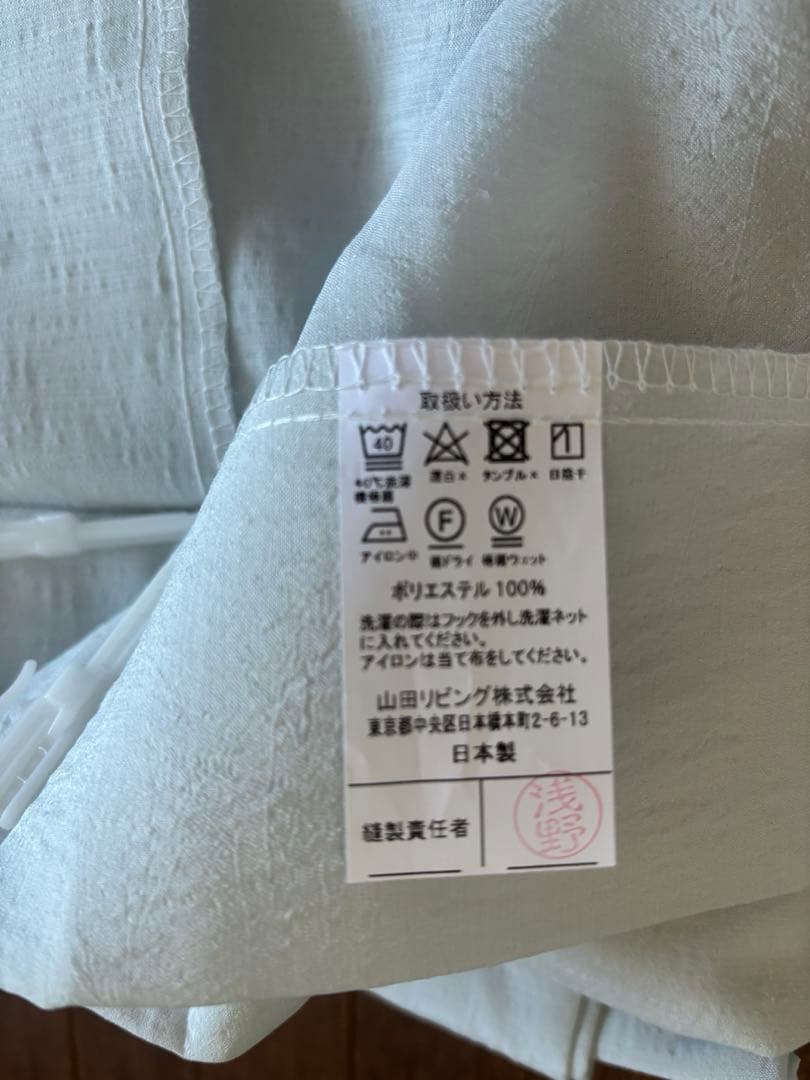 取扱い方法
40
漂白× タンブル× 日陰干
40℃洗濯
機極弱
F W
アイロン中 弱ドライ 極弱ウェット
ポリエステル 100%
洗濯の際はフックを外し洗濯ネット
に入れてください。
アイロンは当て布をしてください。
山田リビング株式会社
東京都中央区日本橋本町2-6-13
日本製
縫製責任者
浅野